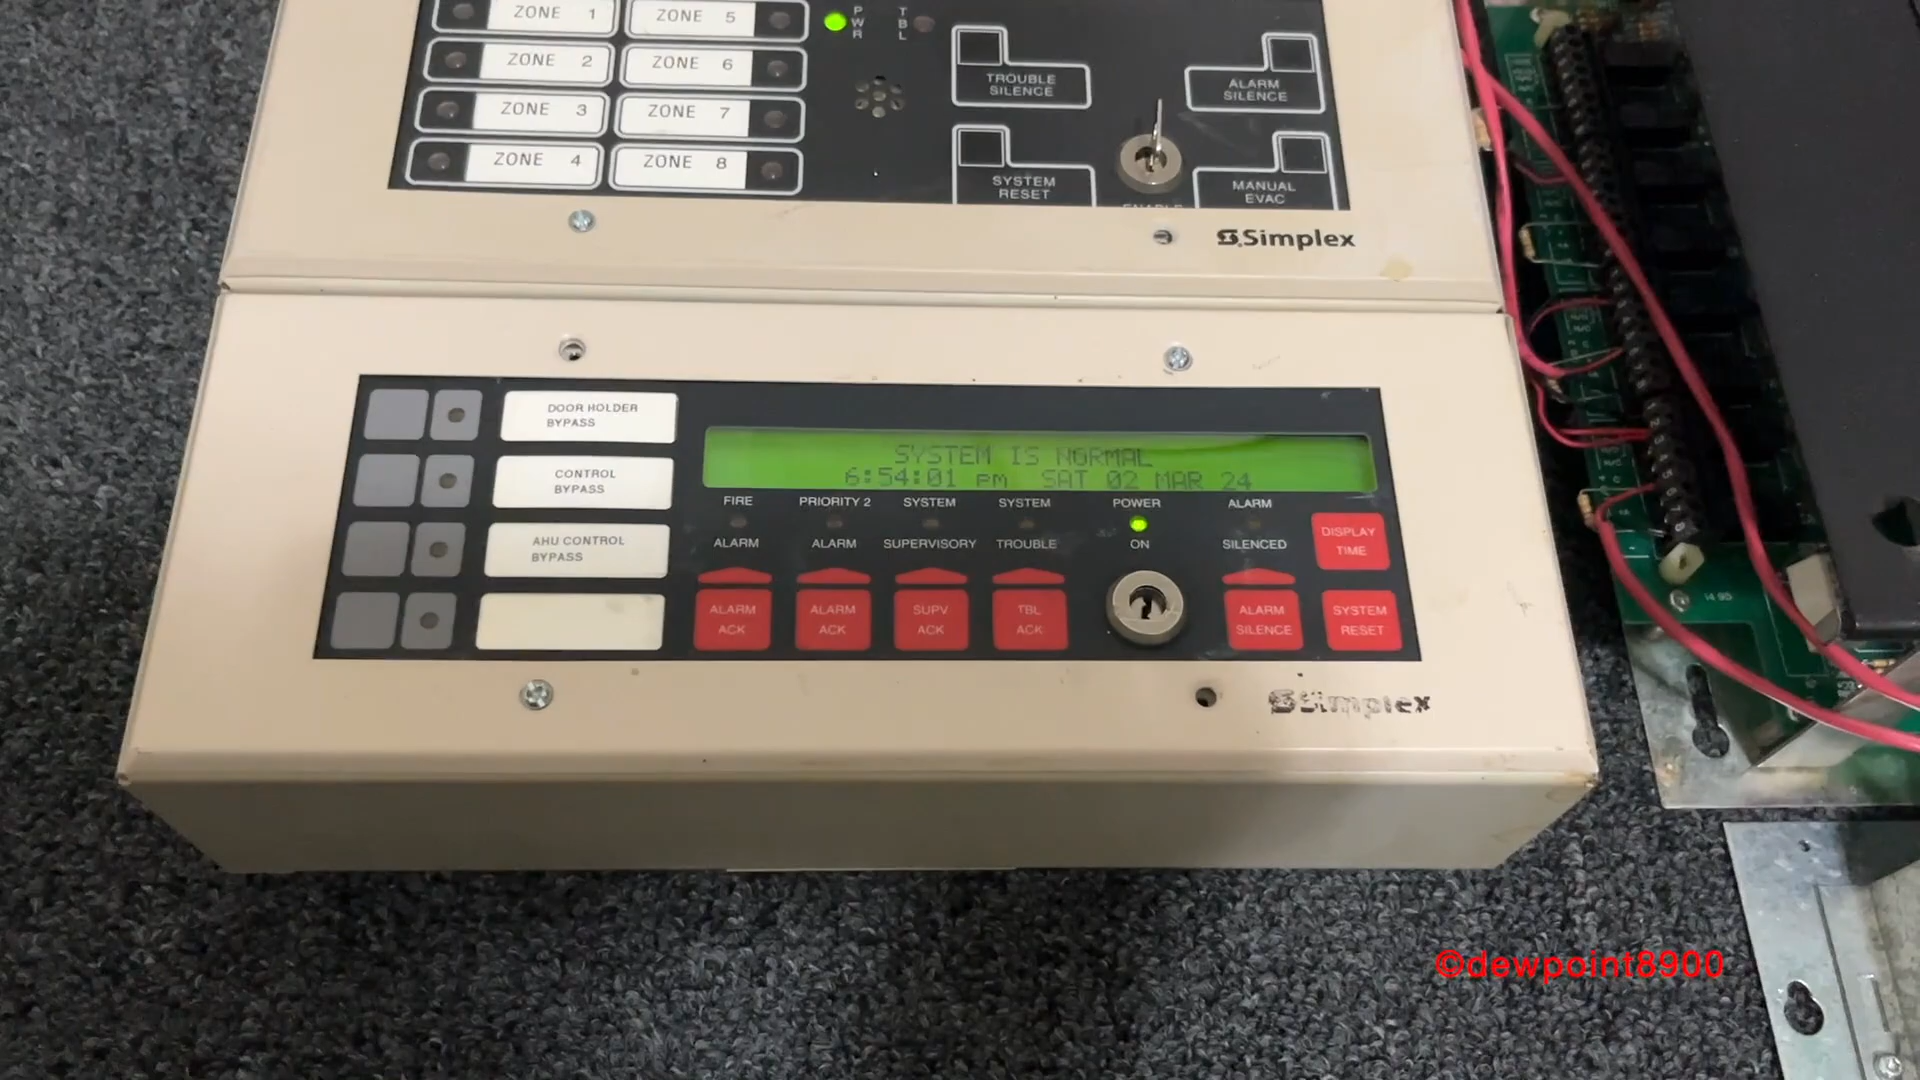 ZONE 1
ZONE 5
PWR
TBL
ZONE 2
ZONE 6
TROUBLE
SILENCE
ALARM
SILENCE
ZONE 3
ZONE 7
ZONE 4
ZONE 8
SYSTEM
RESET
MANUAL
EVAC
ENABLE
Simplex
DOOR HOLDER
BYPASS
CONTROL
BYPASS
AHU CONTROL
BYPASS
SYSTEM IS NORMAL
6:54:01 pm SAT 02 MAR 24
FIRE
ALARM
PRIORITY 2
ALARM
SYSTEM
SUPERVISORY
SYSTEM
TROUBLE
POWER
ON
ALARM
SILENCED
DISPLAY
TIME
ALARM
ACK
ALARM
ACK
SUPV
ACK
TBL
ACK
ALARM
SILENCE
SYSTEM
RESET
Simplex
©dewpoint8900